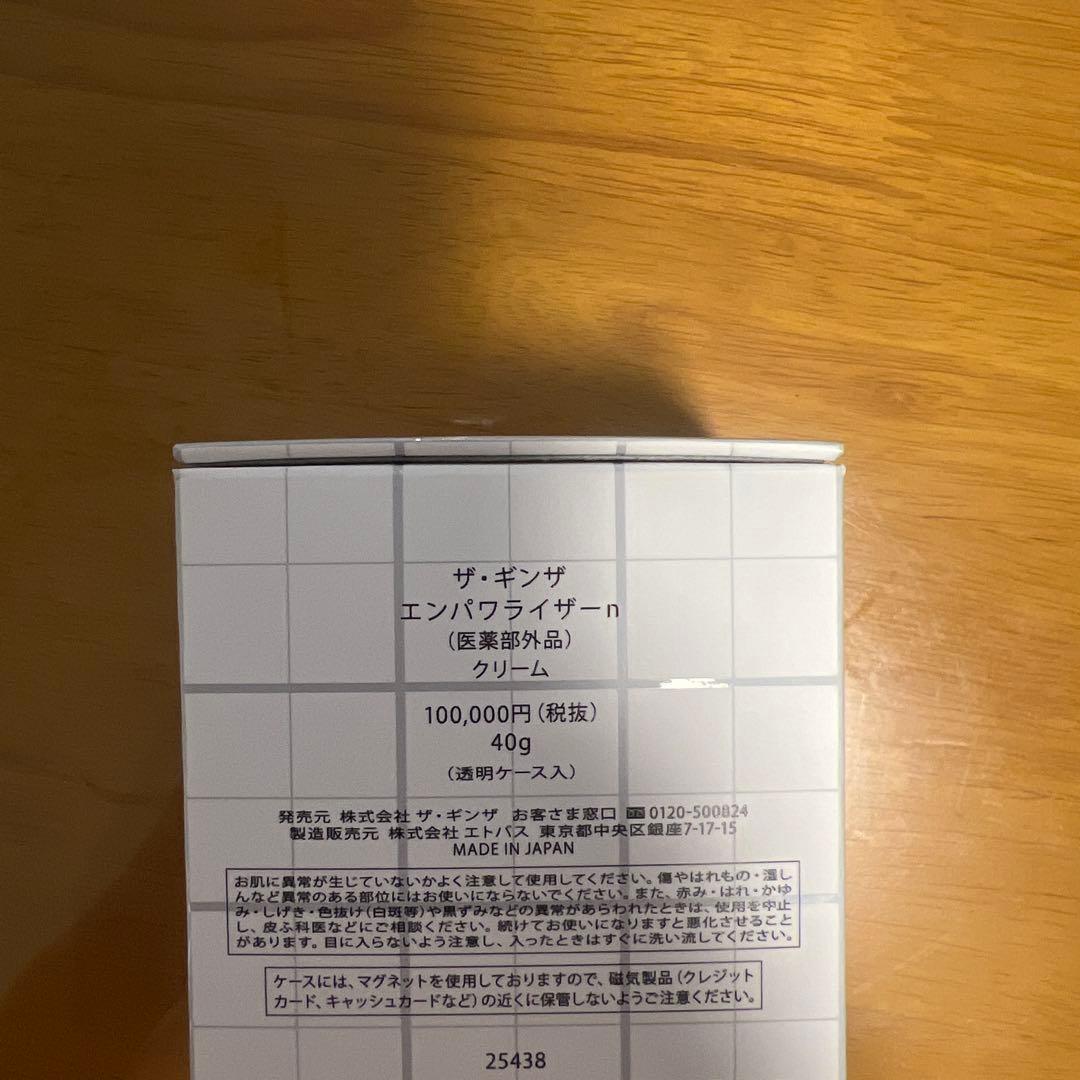 ザ・ギンザ
エンパワライザーn
（医薬部外品）
クリーム
100,000円（税抜）
40g
（透明ケース入）
発売元 株式会社 ザ・ギンザ お客さま窓口 0120-500824
製造販売元 株式会社 エトバス 東京都中央区銀座7-17-15
MADE IN JAPAN
お肌に異常が生じていないかよく注意して使用してください。傷やはれもの・湿し
んなど異常のある部位にはお使いにならないでください。また、赤み・はれ・かゆ
み・しげき・色抜け（白斑等）や黒ずみなどの異常があらわれたときは、使用を中止
し、皮ふ科医などにご相談ください。続けてお使いになりますと悪化させること
があります。目に入らないよう注意し、入ったときはすぐに洗い流してください。
ケースには、マグネットを使用しておりますので、磁気製品（クレジット
カード、キャッシュカードなど）の近くに保管しないようご注意ください。
25438